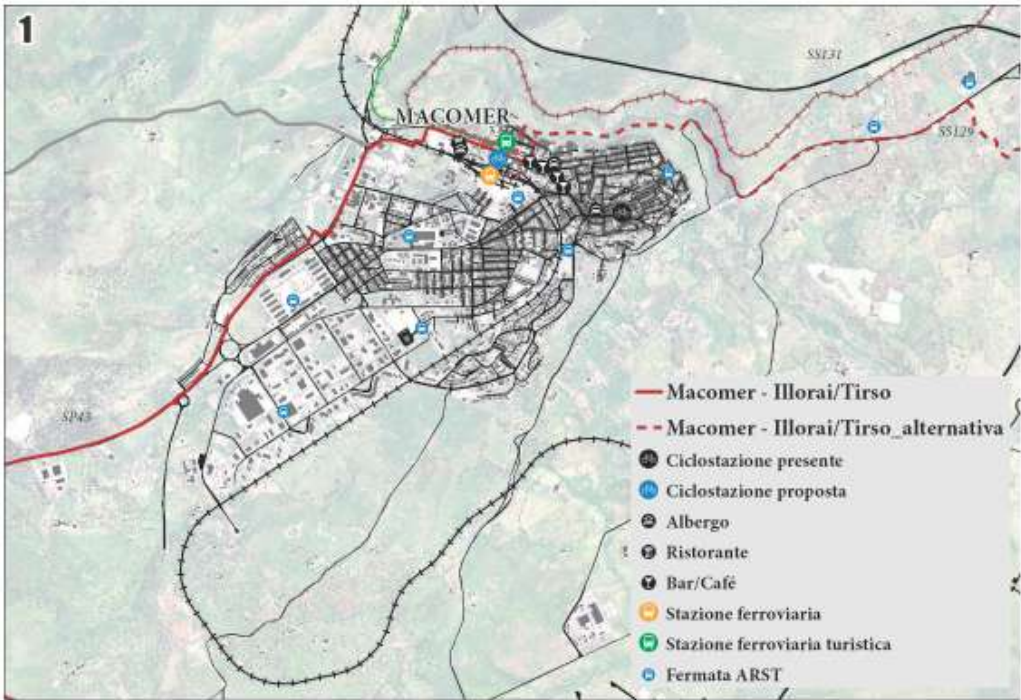 1
SS131
MACOMER
SS129
SP43
Macomer - Illorai/Tirso
Macomer - Illorai/Tirso_alternativa
Ciclostazione presente
Ciclostazione proposta
Albergo
Ristorante
Bar/Café
Stazione ferroviaria
Stazione ferroviaria turistica
Fermata ARST